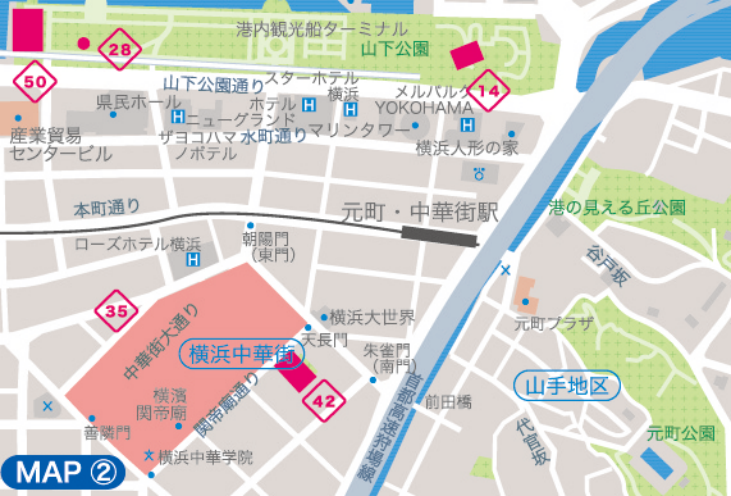 港内観光船ターミナル
28
山下公園
50
14
山下公園通り
スターホテル
横浜
メルパルク
YOKOHAMA
県民ホール
ホテル
ニューグランド
産業貿易
センタービル
ザヨコハマ
ノボテル
水町通り
マリンタワー
横浜人形の家
本町通り
元町・中華街駅
港の見える丘公園
ローズホテル横浜
朝陽門
（東門）
谷戸坂
35
中華街大通り
横浜大世界
天長門
元町プラザ
横浜中華街
朱雀門
（南門）
山手地区
42
横濱
関帝廟
関帝廟通り
首都高速狩場線
前田橋
善隣門
代官坂
元町公園
横浜中華学院
MAP ②